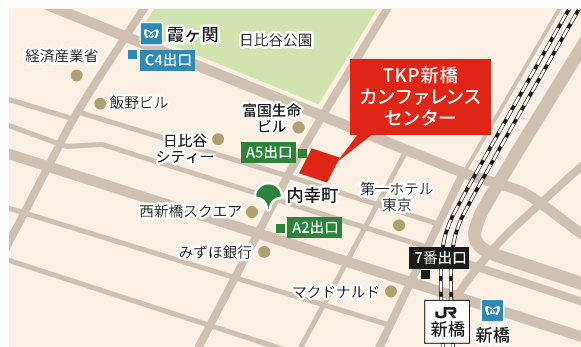 霞ヶ関
C4出口
日比谷公園
経済産業省
飯野ビル
TKP新橋
カンファレンス
センター
富国生命
ビル
日比谷
シティー
A5出口
内幸町
第一ホテル
東京
西新橋スクエア
A2出口
みずほ銀行
7番出口
マクドナルド
JR
新橋
新橋